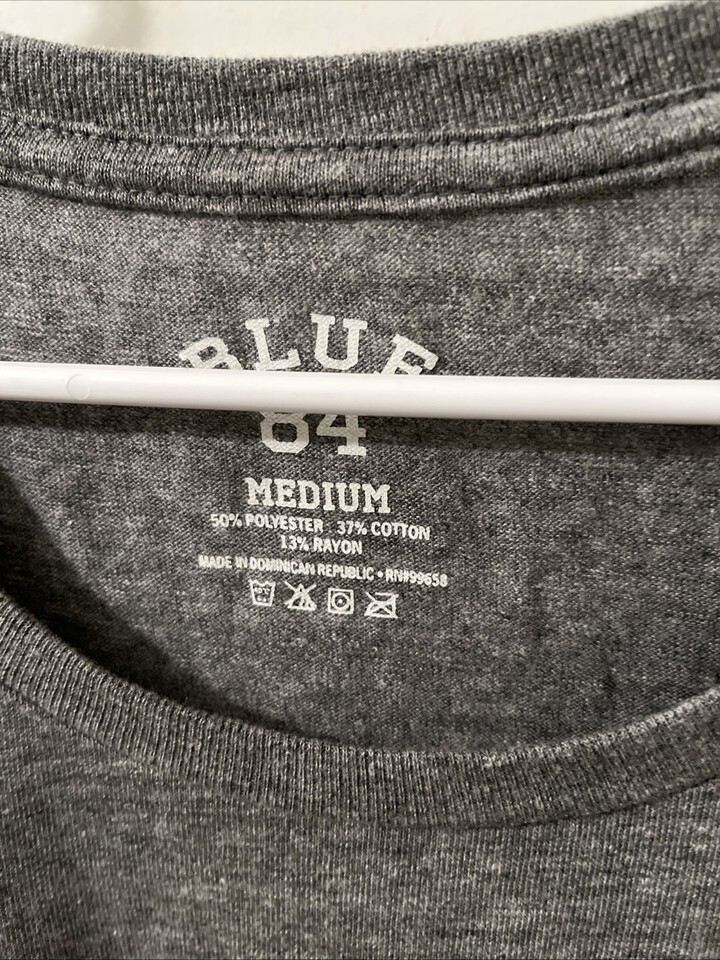 BLUE
84
MEDIUM
50% POLYESTER 37% COTTON
13% RAYON
MADE IN DOMINICAN REPUBLIC • RN#99658